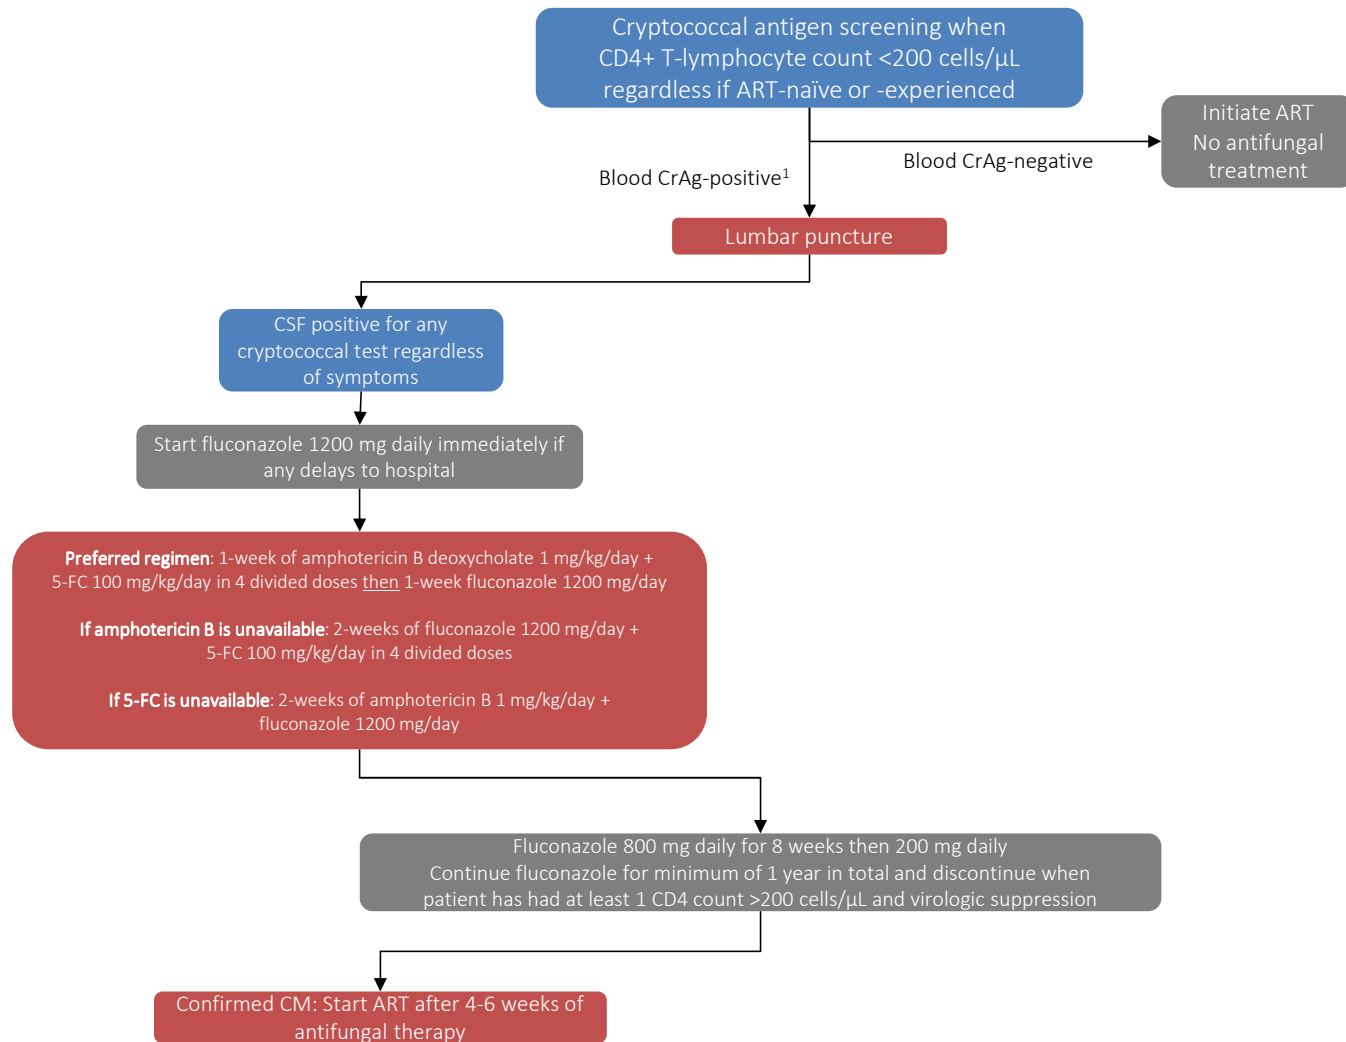 Cryptococcal antigen screening when
CD4+ T-lymphocyte count <200 cells/µL
regardless if ART-naïve or -experienced
Initiate ART
No antifungal
treatment
Blood CrAg-negative
Blood CrAg-positive¹
Lumbar puncture
CSF positive for any
cryptococcal test regardless
of symptoms
Start fluconazole 1200 mg daily immediately if
any delays to hospital
Preferred regimen: 1-week of amphotericin B deoxycholate 1 mg/kg/day +
5-FC 100 mg/kg/day in 4 divided doses then 1-week fluconazole 1200 mg/day
If amphotericin B is unavailable: 2-weeks of fluconazole 1200 mg/day +
5-FC 100 mg/kg/day in 4 divided doses
If 5-FC is unavailable: 2-weeks of amphotericin B 1 mg/kg/day +
fluconazole 1200 mg/day
Fluconazole 800 mg daily for 8 weeks then 200 mg daily
Continue fluconazole for minimum of 1 year in total and discontinue when
patient has had at least 1 CD4 count >200 cells/µL and virologic suppression
Confirmed CM: Start ART after 4-6 weeks of
antifungal therapy